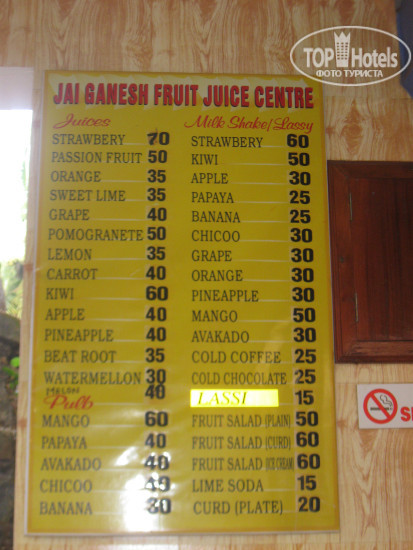 TOP Hotels
ФОТО ТУРИСТА
JAI GANESH FRUIT JUICE CENTRE
Juices
STRAWBERY 70
PASSION FRUIT 50
ORANGE 35
SWEET LIME 35
GRAPE 40
POMOGRANETE 50
LEMON 35
CARROT 40
KIWI 60
APPLE 40
PINEAPPLE 40
BEAT ROOT 35
WATERMELLON 30
MELON 40
Pulb
MANGO 60
PAPAYA 40
AVAKADO 40
CHICOO 40
BANANA 30
Milk Shake/Lassy
STRAWBERY 60
KIWI 50
APPLE 30
PAPAYA 25
BANANA 25
CHICOO 30
GRAPE 30
ORANGE 30
PINEAPPLE 30
MANGO 50
AVAKADO 30
COLD COFFEE 25
COLD CHOCOLATE 25
LASSI 15
FRUIT SALAD (PLAIN) 50
FRUIT SALAD (CURD) 60
FRUIT SALAD (ICE CREAM) 60
LIME SODA 15
CURD (PLATE) 20